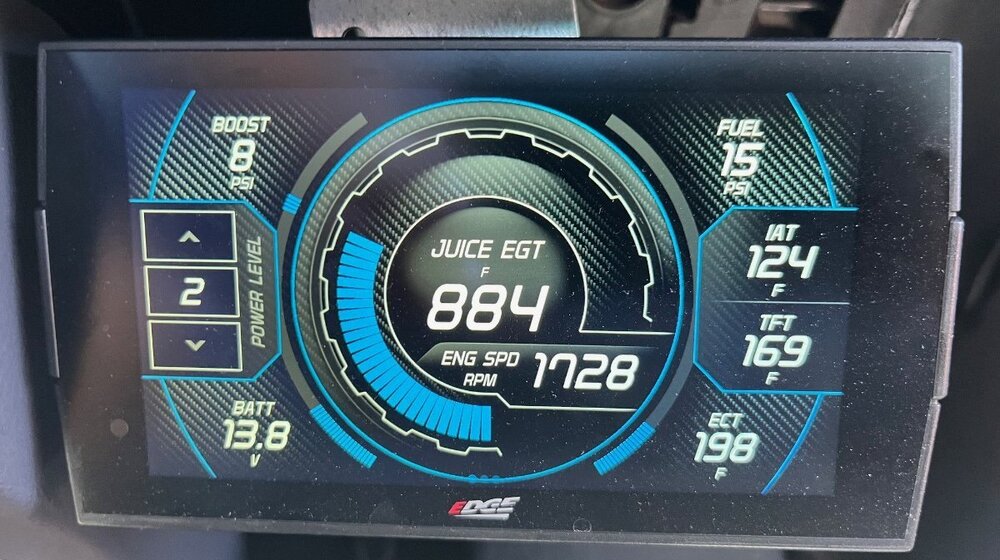 BOOST
8
PSI
FUEL
15
PSI
2
POWER LEVEL
JUICE EGT
F
884
ENG SPD
RPM
1728
IAT
124
F
TFT
169
F
BATT
13.8
V
ECT
198
F
EDGE